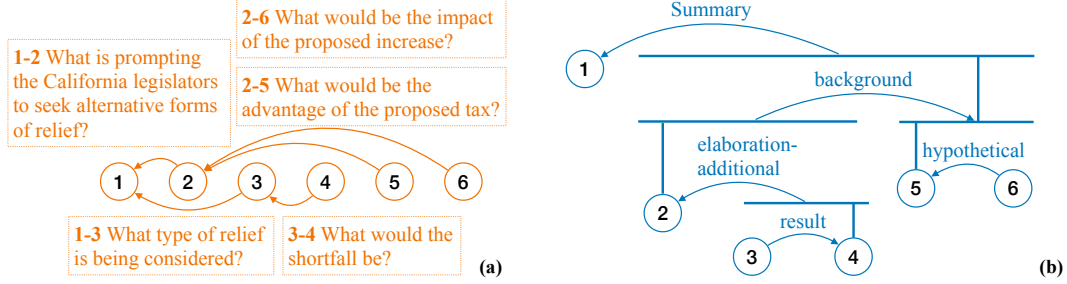 1-2 What is prompting
the California legislators
to seek alternative forms
of relief?
2-6 What would be the impact
of the proposed increase?
2-5 What would be the
advantage of the proposed tax?
1
2
3
4
5
6
1-3 What type of relief
is being considered?
3-4 What would the
shortfall be?
(a)
Summary
1
background
elaboration-
additional
hypothetical
2
5
6
result
3
4
(b)